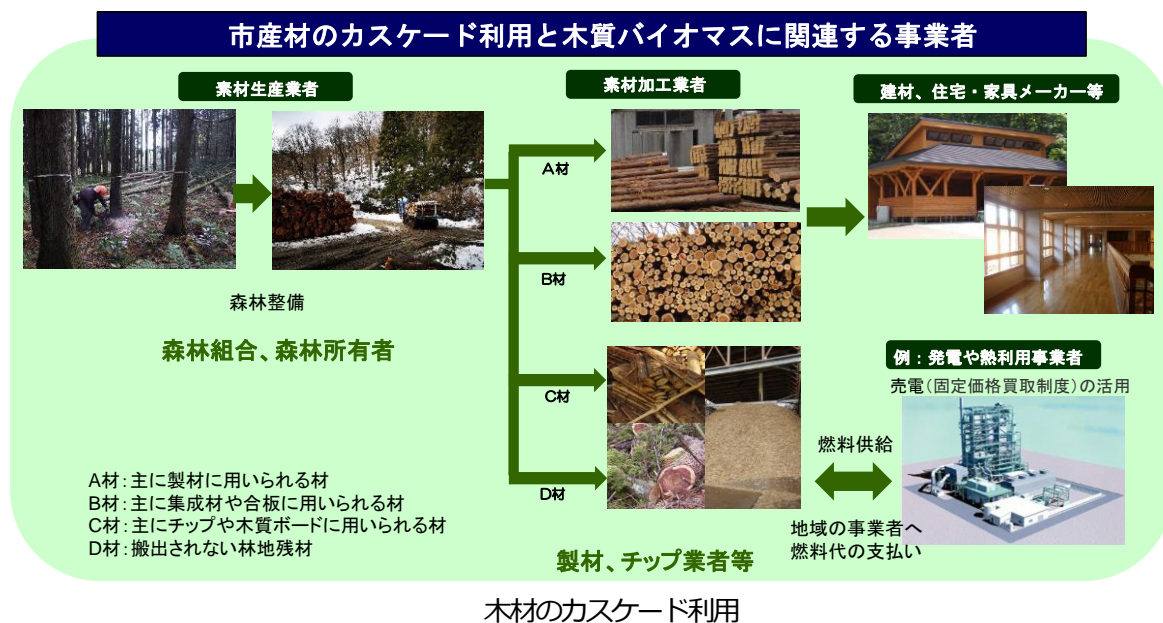 市産材のカスケード利用と木質バイオマスに関連する事業者
素材生産業者
素材加工業者
建材、住宅・家具メーカー等
A材
B材
C材
D材
森林整備
森林組合、森林所有者
例：発電や熱利用事業者
売電（固定価格買取制度）の活用
燃料供給
地域の事業者へ
燃料代の支払い
A材：主に製材に用いられる材
B材：主に集成材や合板に用いられる材
C材：主にチップや木質ボードに用いられる材
D材：搬出されない林地残材
製材、チップ業者等
木材のカスケード利用